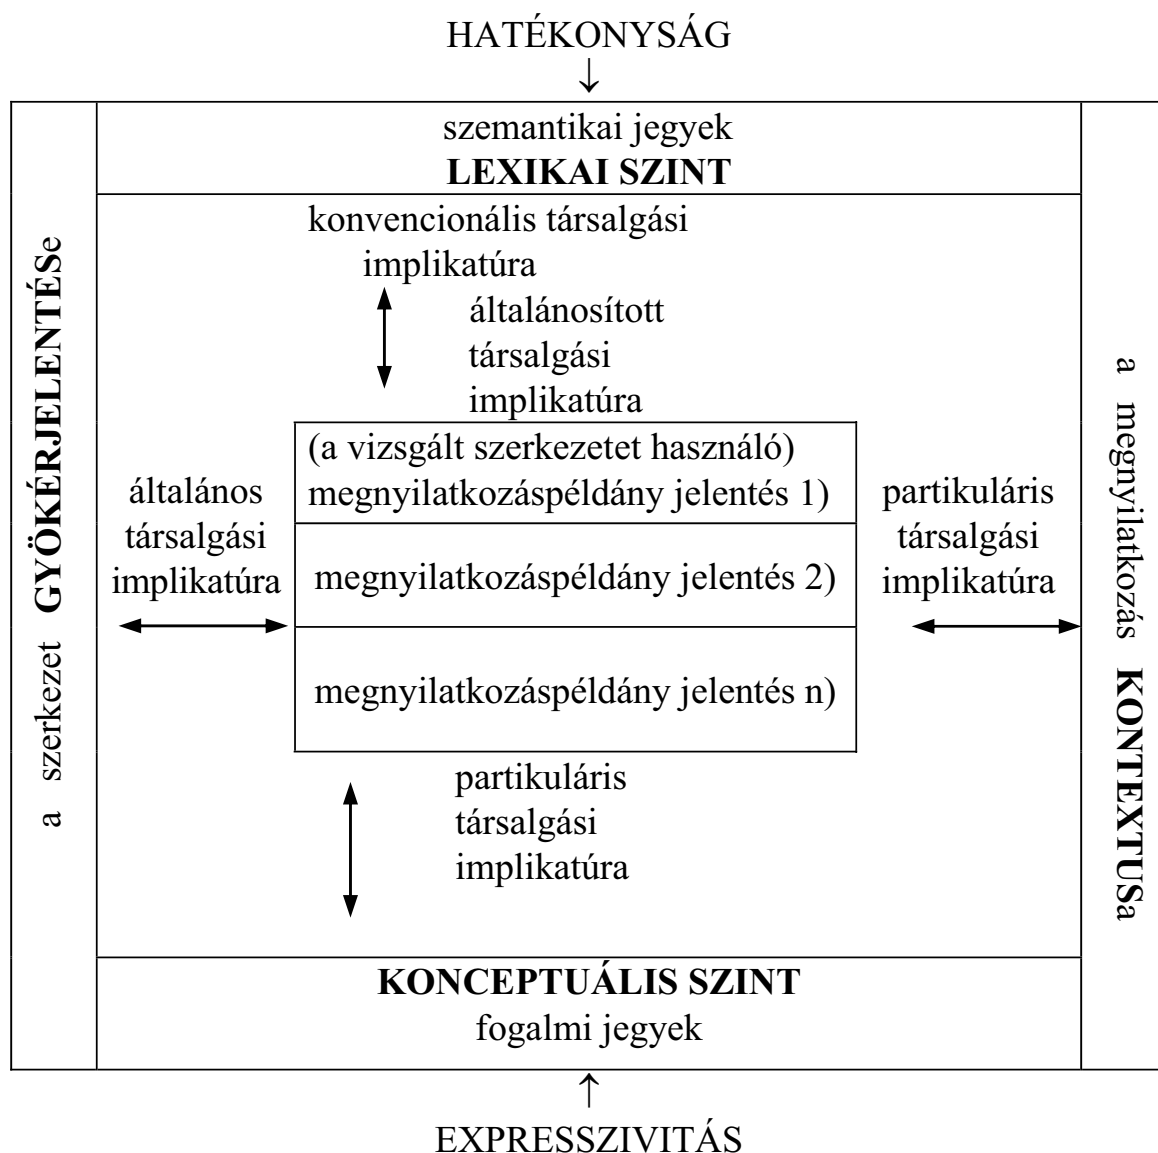 HATÉKONYSÁG
↓
szemantikai jegyek
LEXIKAI SZINT
a szerkezet GYÖKÉRJELENTÉSe
konvencionális társalgási
implikatúra
általánosított
társalgási
implikatúra
általános
társalgási
implikatúra
(a vizsgált szerkezetet használó)
megnyilatkozáspéldány jelentés 1)
megnyilatkozáspéldány jelentés 2)
megnyilatkozáspéldány jelentés n)
partikuláris
társalgási
implikatúra
a megnyilatkozás KONTEXTUSa
partikuláris
társalgási
implikatúra
KONCEPTUÁLIS SZINT
fogalmi jegyek
↑
EXPRESSZIVITÁS